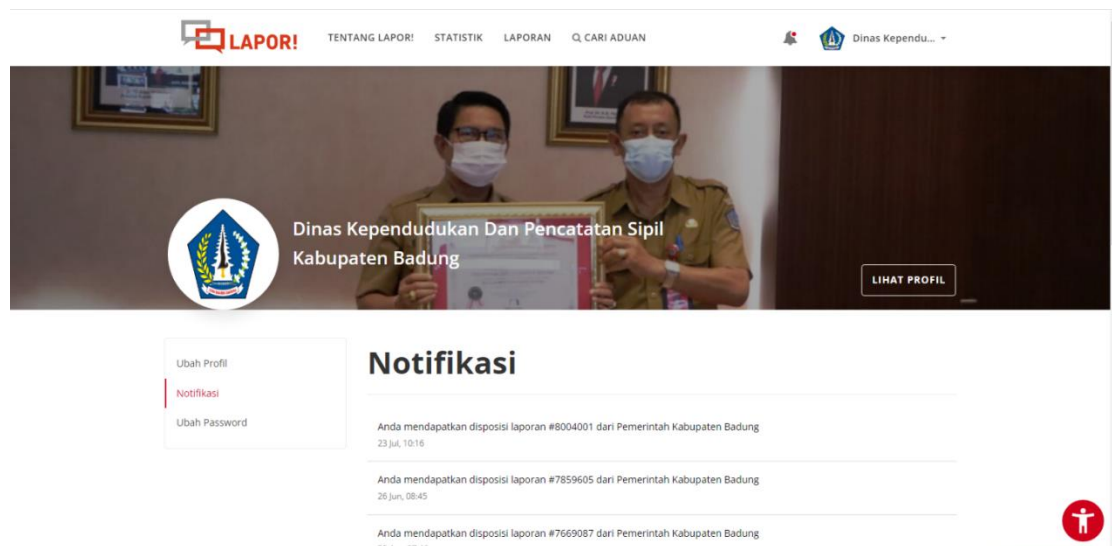 LAPOR!
TENTANG LAPOR! STATISTIK LAPORAN CARI ADUAN
Dinas Kependu...
Dinas Kependudukan Dan Pencatatan Sipil
Kabupaten Badung
LIHAT PROFIL
Ubah Profil
Notifikasi
Ubah Password
Notifikasi
Anda mendapatkan disposisi laporan #8004001 dari Pemerintah Kabupaten Badung
23 Jul, 10:16
Anda mendapatkan disposisi laporan #7859605 dari Pemerintah Kabupaten Badung
26 Jun, 08:45
Anda mendapatkan disposisi laporan #7669087 dari Pemerintah Kabupaten Badung